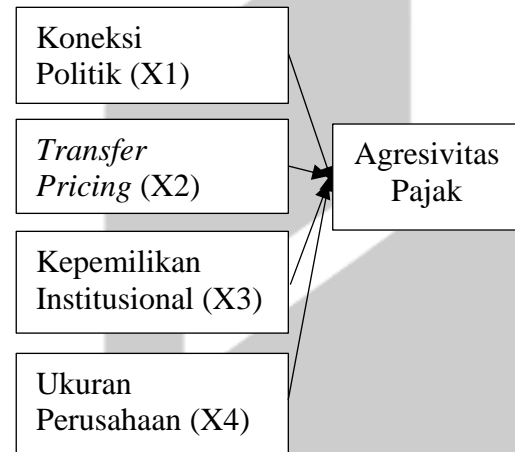 Koneksi
Politik (X1)
Transfer
Pricing (X2)
Agresivitas
Pajak
Kepemilikan
Institusional (X3)
Ukuran
Perusahaan (X4)